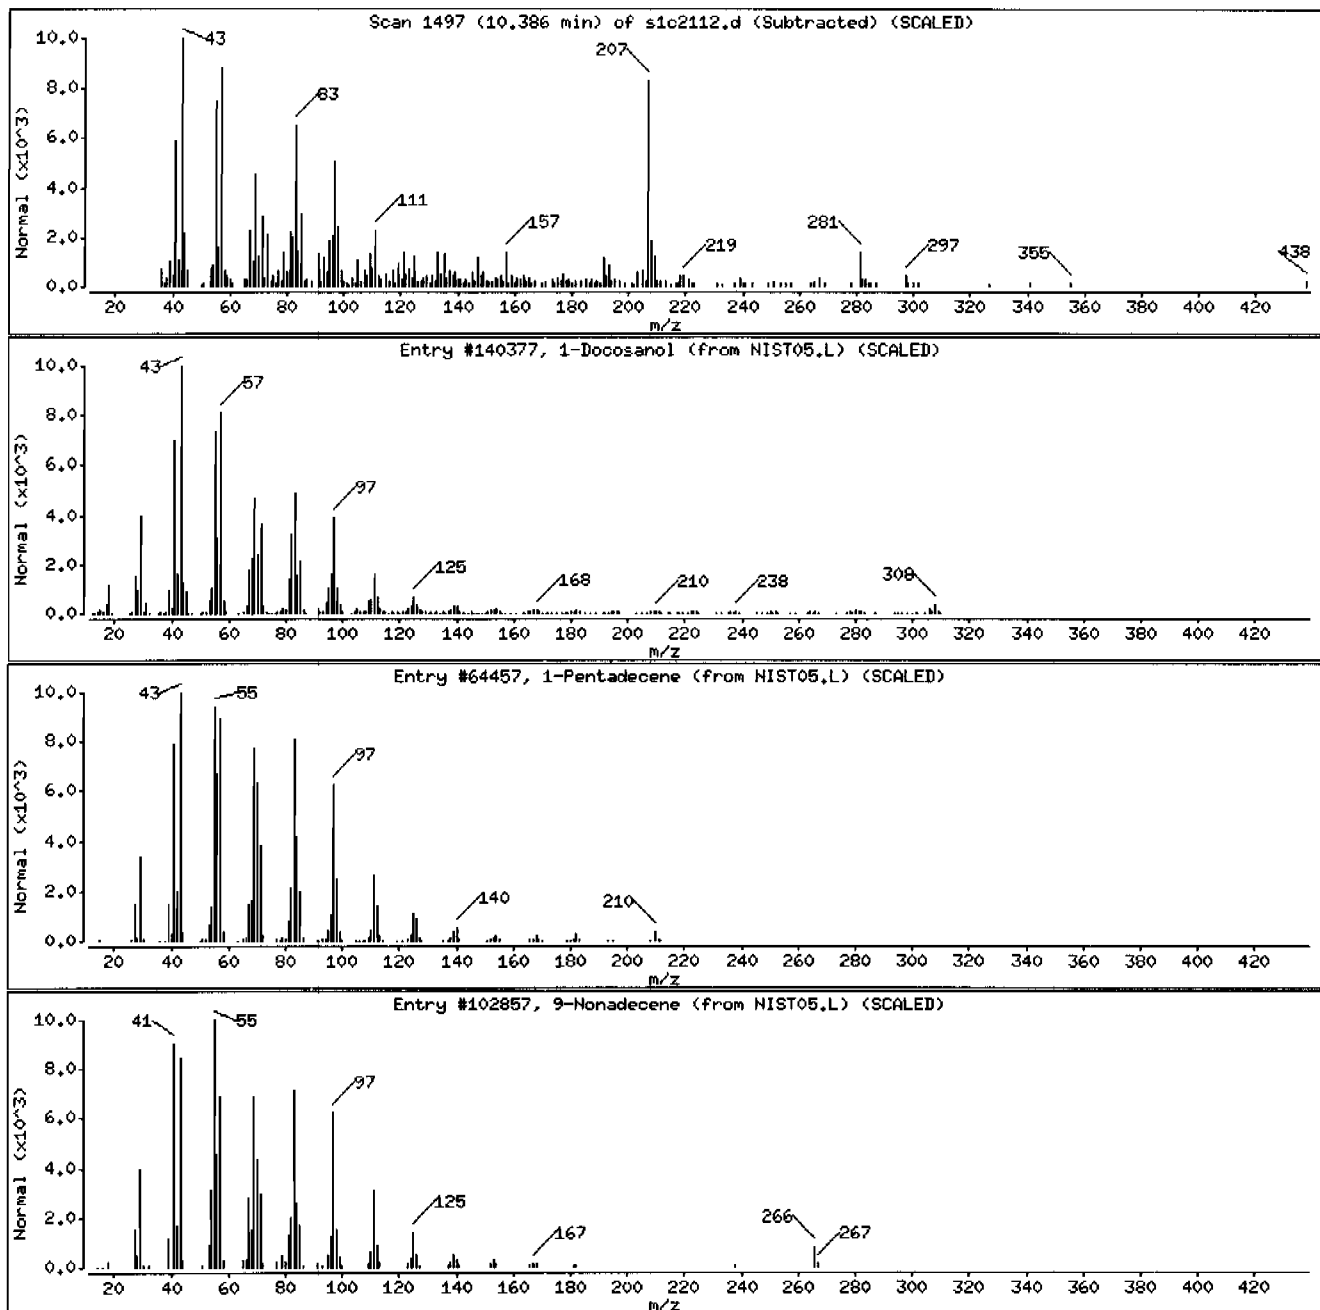 Scan 1497 (10.386 min) of s1c2112.d (Subtracted) (SCALED)
10.0
8.0
6.0
4.0
2.0
0.0
Normal (x10^3)
43 83 111 157 207 219 281 297 355 438
20 40 60 80 100 120 140 160 180 200 220 240 260 280 300 320 340 360 380 400 420
m/z
Entry #140377, 1-Docosanol (from NIST05.L) (SCALED)
10.0
8.0
6.0
4.0
2.0
0.0
Normal (x10^3)
43 57 97 125 168 210 238 308
20 40 60 80 100 120 140 160 180 200 220 240 260 280 300 320 340 360 380 400 420
m/z
Entry #64457, 1-Pentadecene (from NIST05.L) (SCALED)
10.0
8.0
6.0
4.0
2.0
0.0
Normal (x10^3)
43 55 97 140 210
20 40 60 80 100 120 140 160 180 200 220 240 260 280 300 320 340 360 380 400 420
m/z
Entry #102857, 9-Nonadecene (from NIST05.L) (SCALED)
10.0
8.0
6.0
4.0
2.0
0.0
Normal (x10^3)
41 55 97 125 167 266 267
20 40 60 80 100 120 140 160 180 200 220 240 260 280 300 320 340 360 380 400 420
m/z